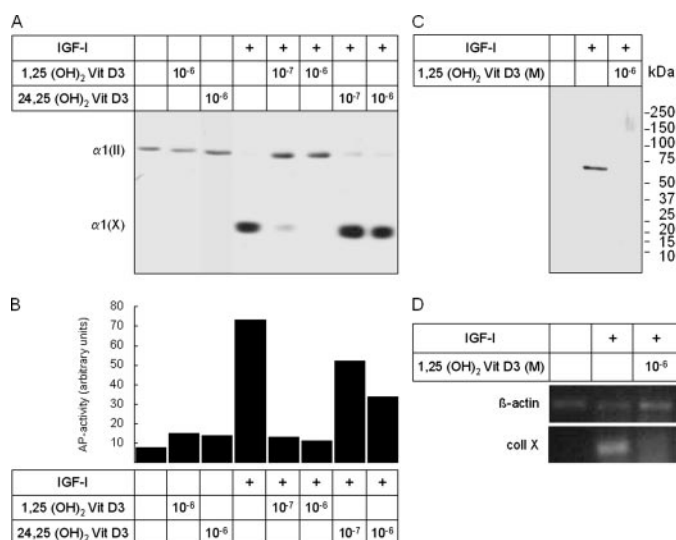 A
IGF-I + + + + +
1,25 (OH)₂ Vit D3 10⁻⁶ 10⁻⁷ 10⁻⁶
24,25 (OH)₂ Vit D3 10⁻⁶ 10⁻⁷ 10⁻⁶
α1(II)
α1(X)
B
AP-activity (arbitrary units)
80
70
60
50
40
30
20
10
IGF-I + + + + +
1,25 (OH)₂ Vit D3 10⁻⁶ 10⁻⁷ 10⁻⁶
24,25 (OH)₂ Vit D3 10⁻⁶ 10⁻⁷ 10⁻⁶
C
IGF-I + +
1,25 (OH)₂ Vit D3 (M) 10⁻⁶
kDa
-250
-150
-100
- 75
- 50
- 37
- 25
- 20
- 15
- 10
D
IGF-I + +
1,25 (OH)₂ Vit D3 (M) 10⁻⁶
ß-actin
coll X